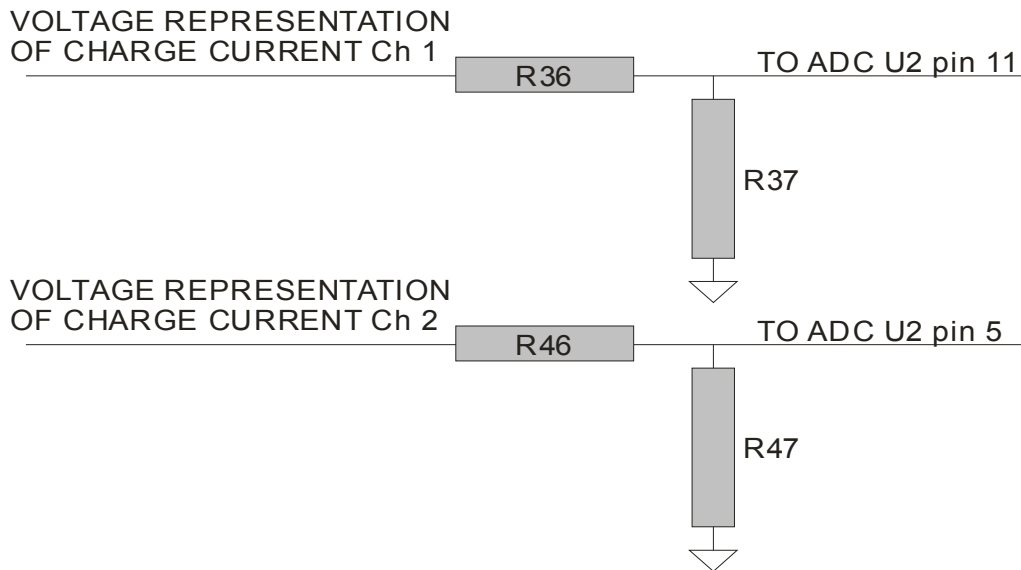 VOLTAGE REPRESENTATION
OF CHARGE CURRENT Ch 1
R36
TO ADC U2 pin 11
R37
VOLTAGE REPRESENTATION
OF CHARGE CURRENT Ch 2
R46
TO ADC U2 pin 5
R47